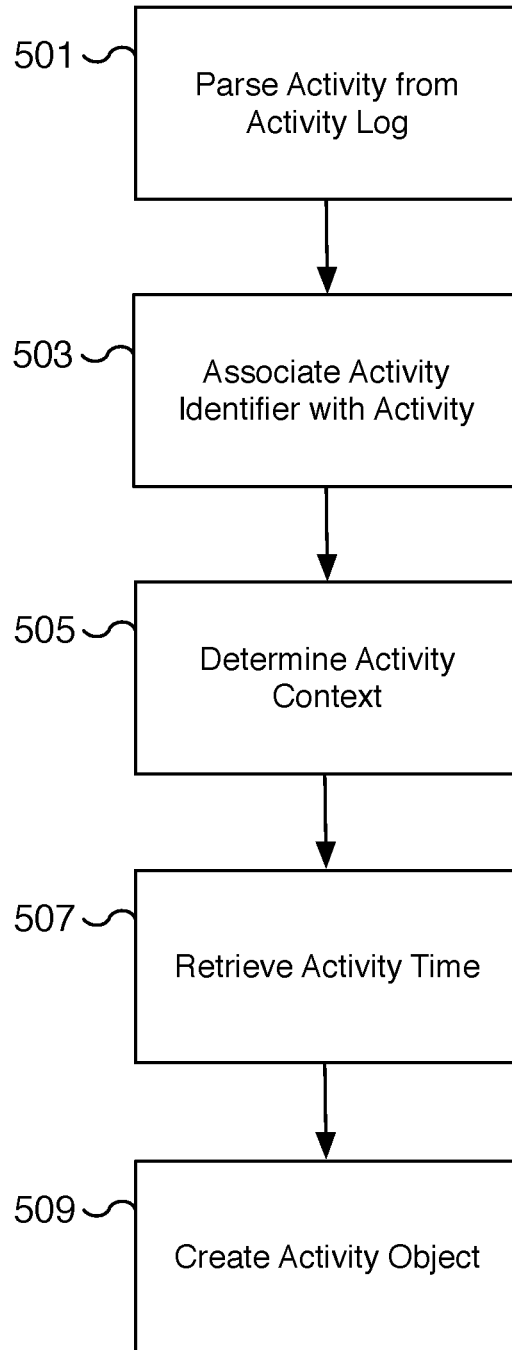 501
Parse Activity from
Activity Log
503
Associate Activity
Identifier with Activity
505
Determine Activity
Context
507
Retrieve Activity Time
509
Create Activity Object